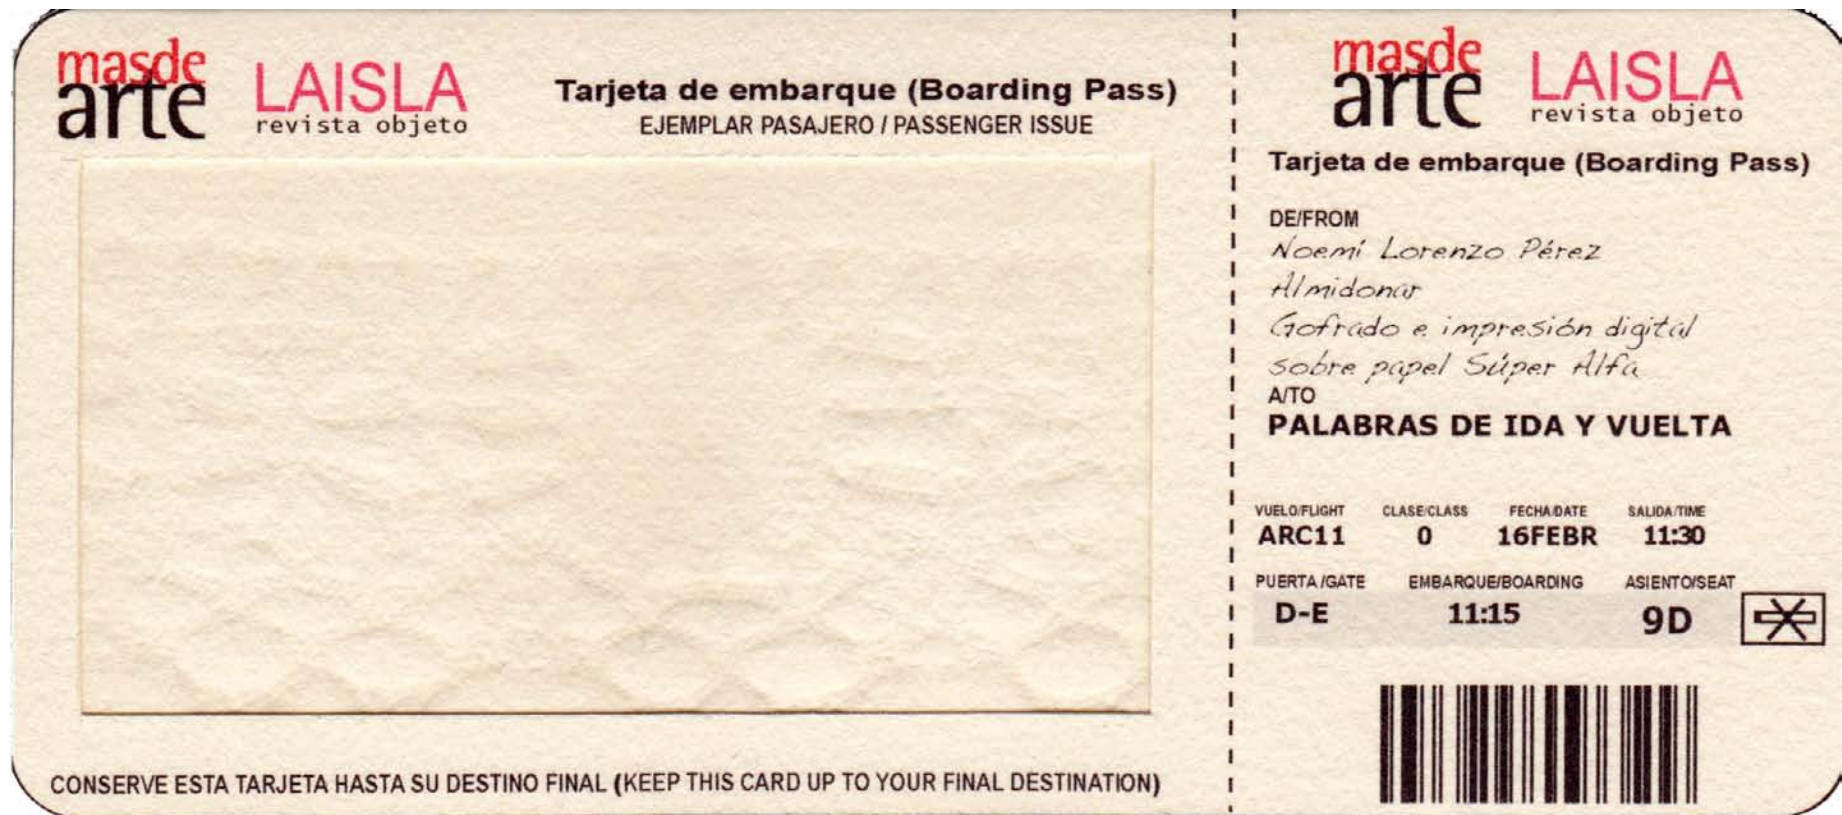 masde
arte
LAISLA
revista objeto
Tarjeta de embarque (Boarding Pass)
EJEMPLAR PASAJERO / PASSENGER ISSUE
CONSERVE ESTA TARJETA HASTA SU DESTINO FINAL (KEEP THIS CARD UP TO YOUR FINAL DESTINATION)
masde
arte
LAISLA
revista objeto
Tarjeta de embarque (Boarding Pass)
DE/FROM
Noemí Lorenzo Pérez
Almidonar
Gofrado e impresión digital
sobre papel Súper Alfa
A/TO
PALABRAS DE IDA Y VUELTA
VUELO/FLIGHT CLASE/CLASS FECHA/DATE SALIDA/TIME
ARC11 0 16FEBR 11:30
PUERTA/GATE EMBARQUE/BOARDING ASIENTO/SEAT
D-E 11:15 9D